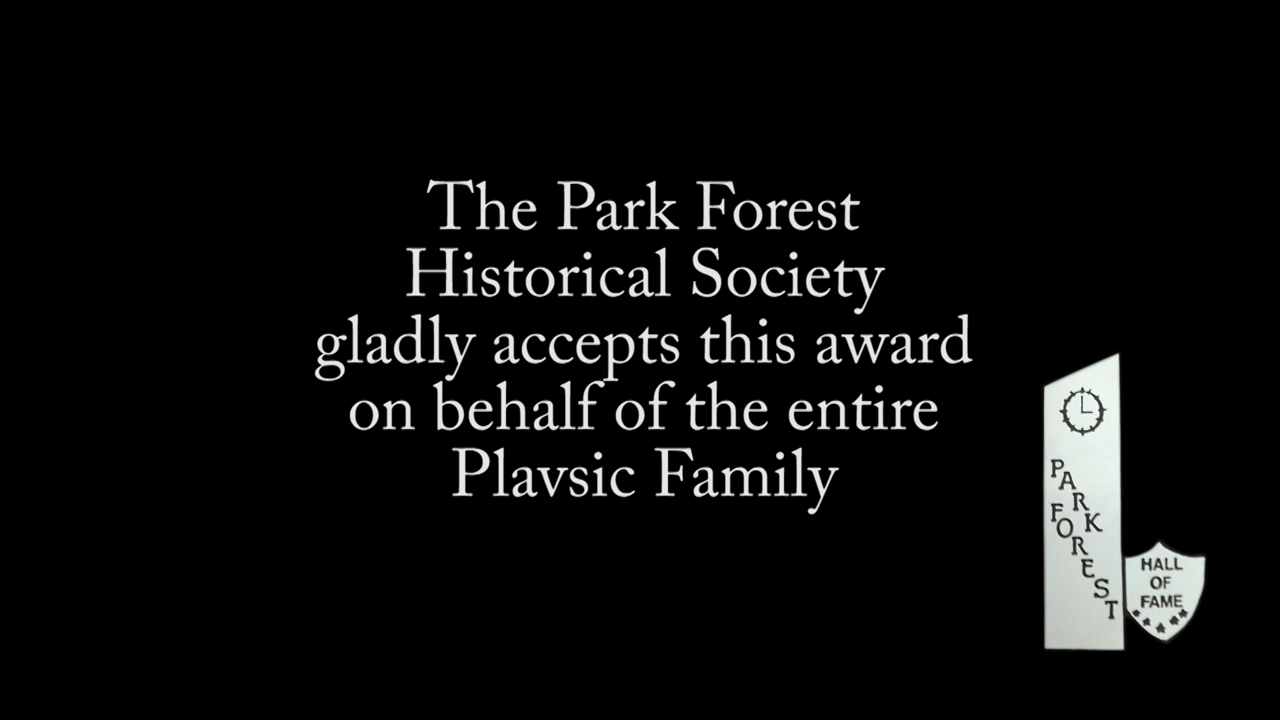 The Park Forest
Historical Society
gladly accepts this award
on behalf of the entire
Plavsic Family
PARK
FOREST
HALL
OF
FAME